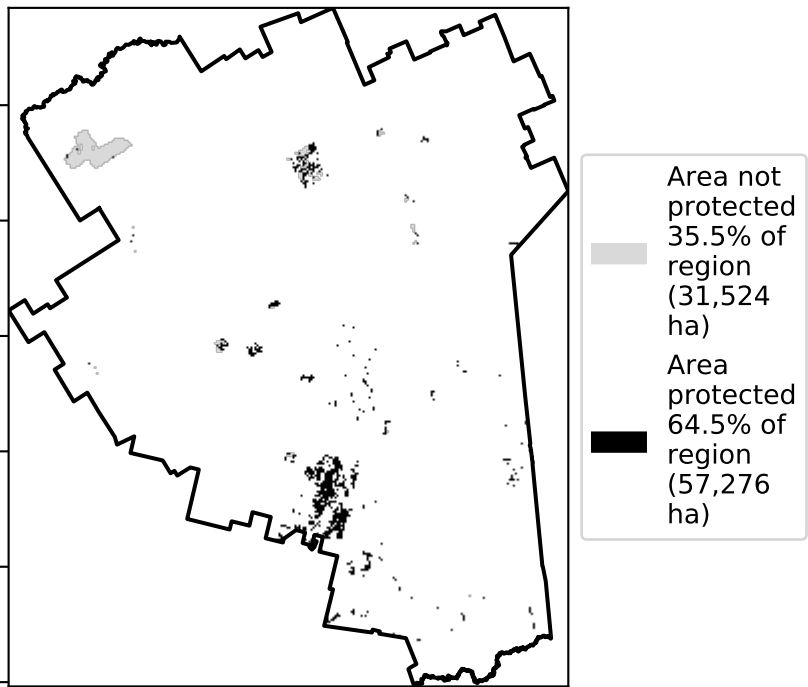 Area not
protected
35.5% of
region
(31,524
ha)
Area
protected
64.5% of
region
(57,276
ha)